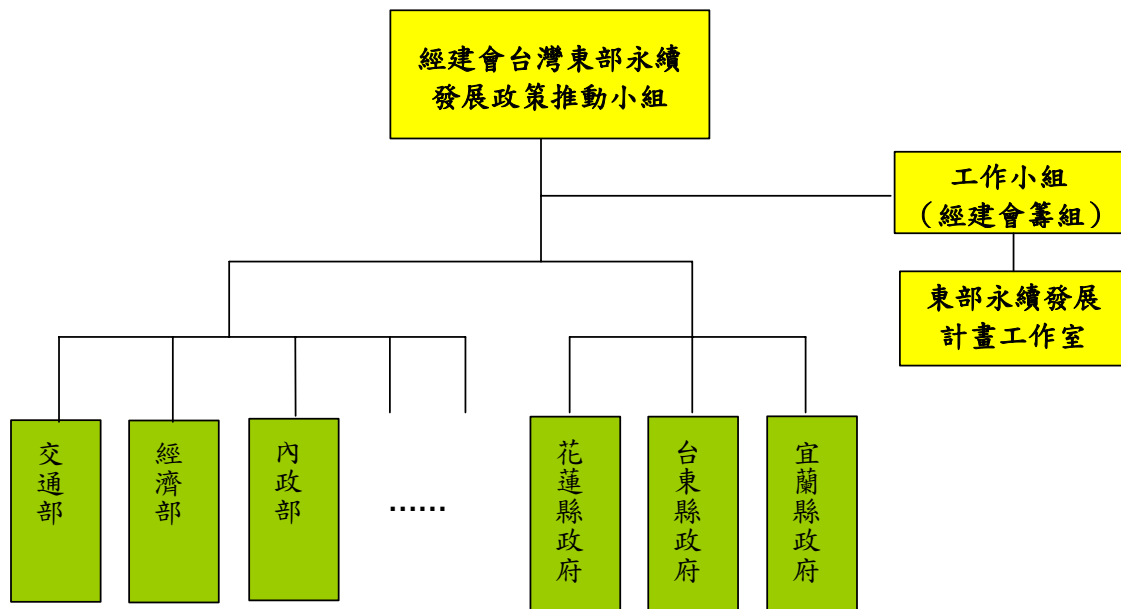 經建會台灣東部永續
發展政策推動小組
工作小組
（經建會籌組）
東部永續發展
計畫工作室
交通部
經濟部
內政部
......
花蓮縣政府
台東縣政府
宜蘭縣政府